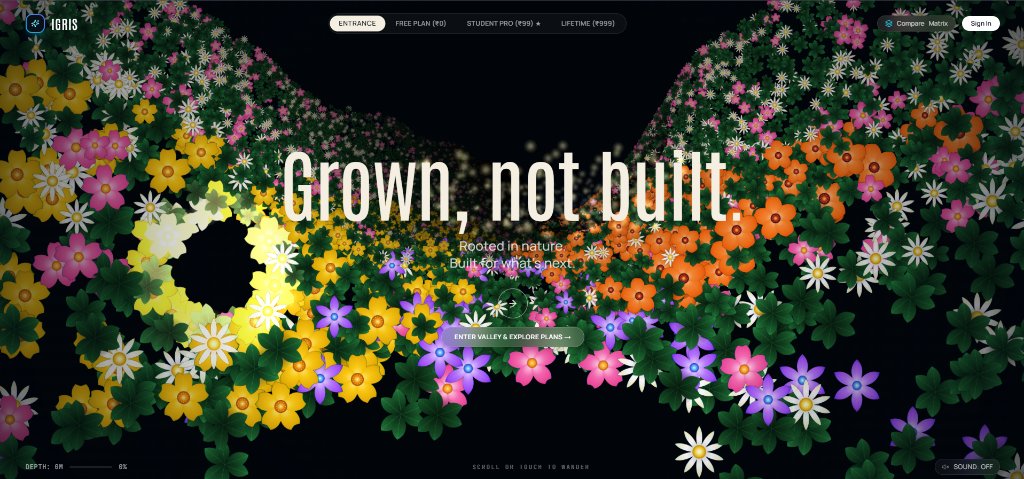 IGRIS
ENTRANCE
FREE PLAN (₹0)
STUDENT PRO (₹99) ★
LIFETIME (₹999)
Compare Matrix
Sign In
Grown, not built.
Rooted in nature.
Built for what's next.
→
ENTER VALLEY & EXPLORE PLANS →
DEPTH: 0M
0%
SCROLL OR TOUCH TO WANDER
SOUND OFF